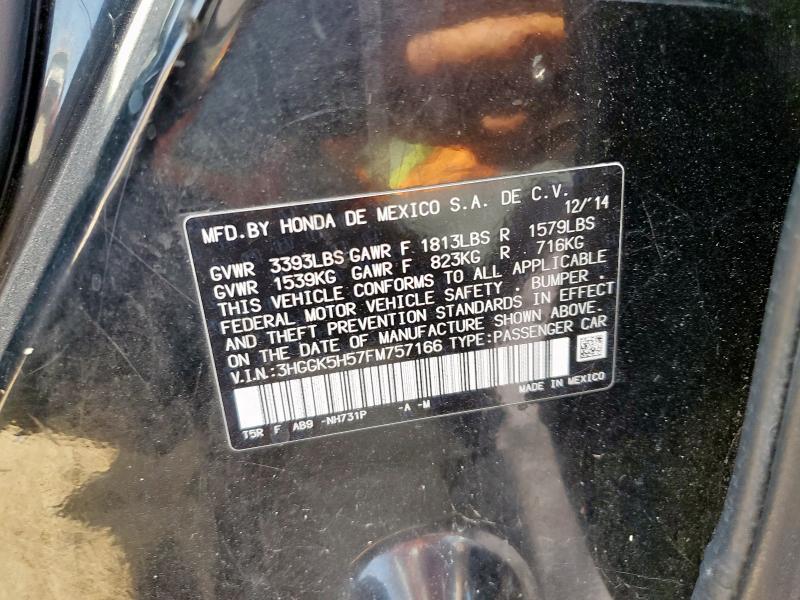 MFD.BY HONDA DE MEXICO S.A. DE C.V.
12/'14
GVWR 3393LBS GAWR F 1813LBS R 1579LBS
GVWR 1539KG GAWR F 823KG R 716KG
THIS VEHICLE CONFORMS TO ALL APPLICABLE
FEDERAL MOTOR VEHICLE SAFETY . BUMPER .
AND THEFT PREVENTION STANDARDS IN EFFECT
ON THE DATE OF MANUFACTURE SHOWN ABOVE.
V.I.N.:3HGGK5H57FM757166 TYPE:PASSENGER CAR
MADE IN MEXICO
T5R F AB9 -NH731P -A -M